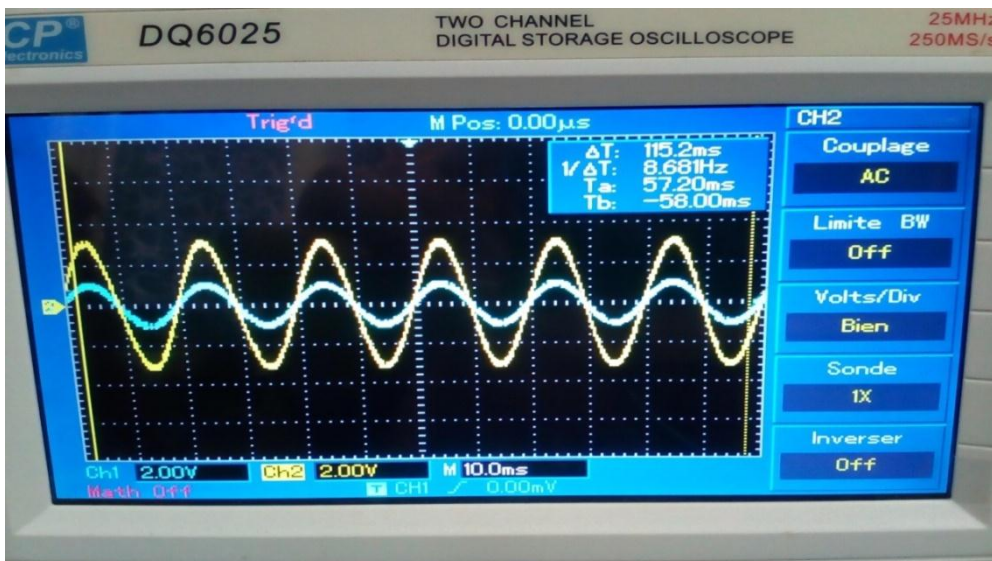 CP®
ectronics
DQ6025
TWO CHANNEL
DIGITAL STORAGE OSCILLOSCOPE
25MHz
250MS/s
Trig'd
M Pos: 0.00μs
CH2
ΔT: 115.2ms
1/ΔT: 8.681Hz
Ta: 57.20ms
Tb: -58.00ms
Couplage
AC
Limite BW
Off
Volts/Div
Bien
Sonde
1X
Inverser
Off
2▶
Ch1 2.00V Ch2 2.00V M 10.0ms
Math Off T CH1 / 0.00mV